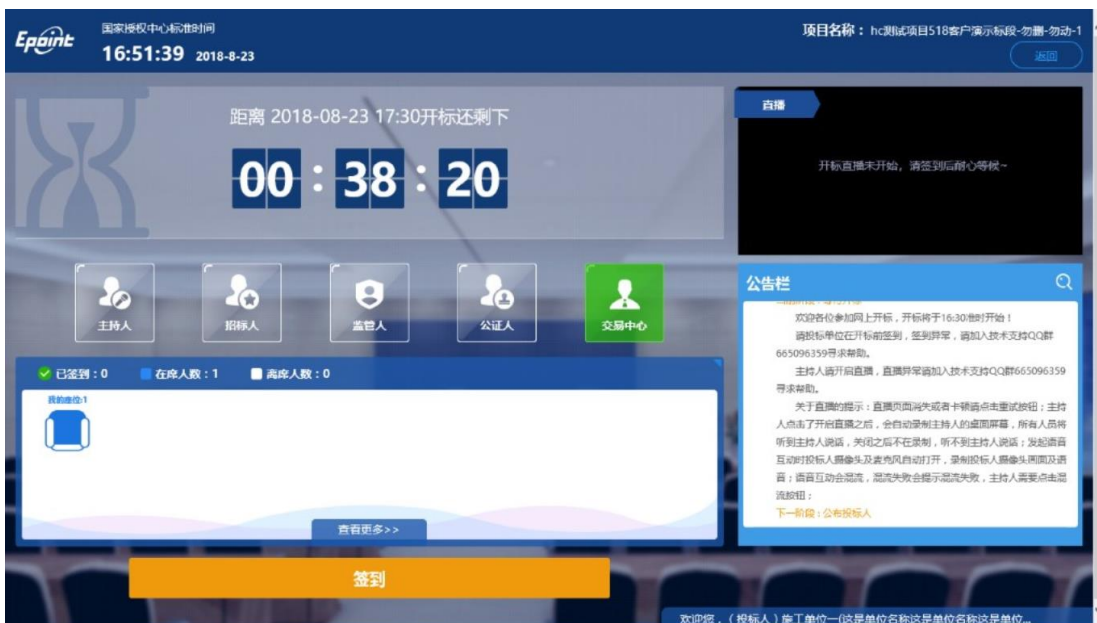 Epoint
国家授权中心标准时间
16:51:39 2018-8-23
项目名称：hc测试项目518客户演示标段-勿删-勿动-1
返回
距离 2018-08-23 17:30开标还剩下
00 : 38 : 20
直播
开标直播未开始，请签到后耐心等候~
主持人
招标人
监管人
公证人
交易中心
公告栏
欢迎各位参加网上开标，开标将于16:30准时开始！
请投标单位在开标前签到，签到异常，请加入技术支持QQ群
665096359寻求帮助。
主持人请开启直播，直播异常请加入技术支持QQ群665096359
寻求帮助。
关于直播的提示：直播页面消失或者卡顿请点击重试按钮；主持
人点击了开启直播之后，会自动录制主持人的桌面屏幕，所有人员将
听到主持人说话，关闭之后不在录制，听不到主持人说话；发起语音
互动时投标人摄像头及麦克风自动打开，录制投标人摄像头画面及语
音；语音互动会混流，混流失败会提示混流失败，主持人需要点击混
流按钮；
下一阶段：公布投标人
已签到：0 在席人数：1 离席人数：0
我的座位:1
查看更多>>
签到
欢迎您，（投标人）施工单位一(这是单位名称这是单位名称这是单位...